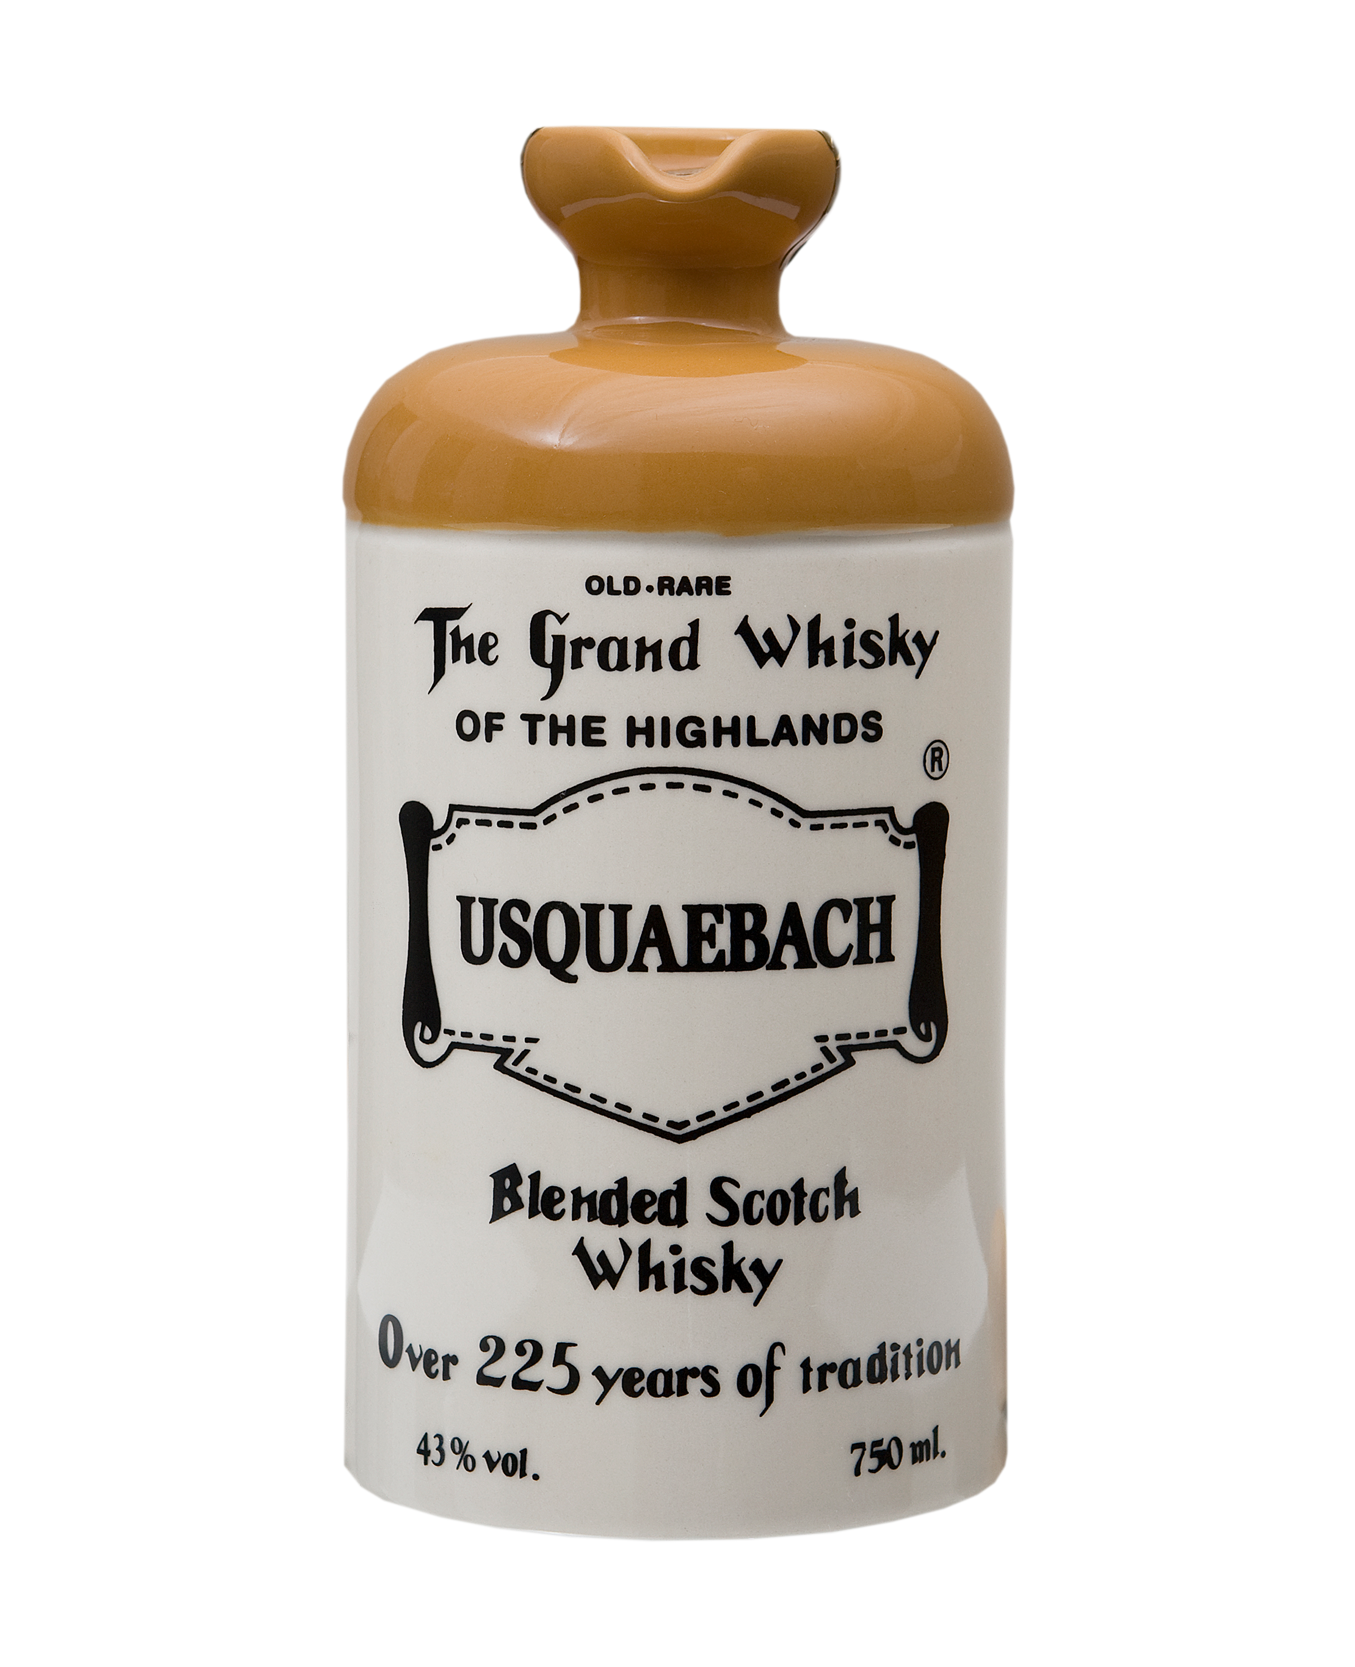 OLD·RARE
The Grand Whisky
OF THE HIGHLANDS
®
USQUAEBACH
Blended Scotch
Whisky
Over 225 years of tradition
43% vol. 750 ml.